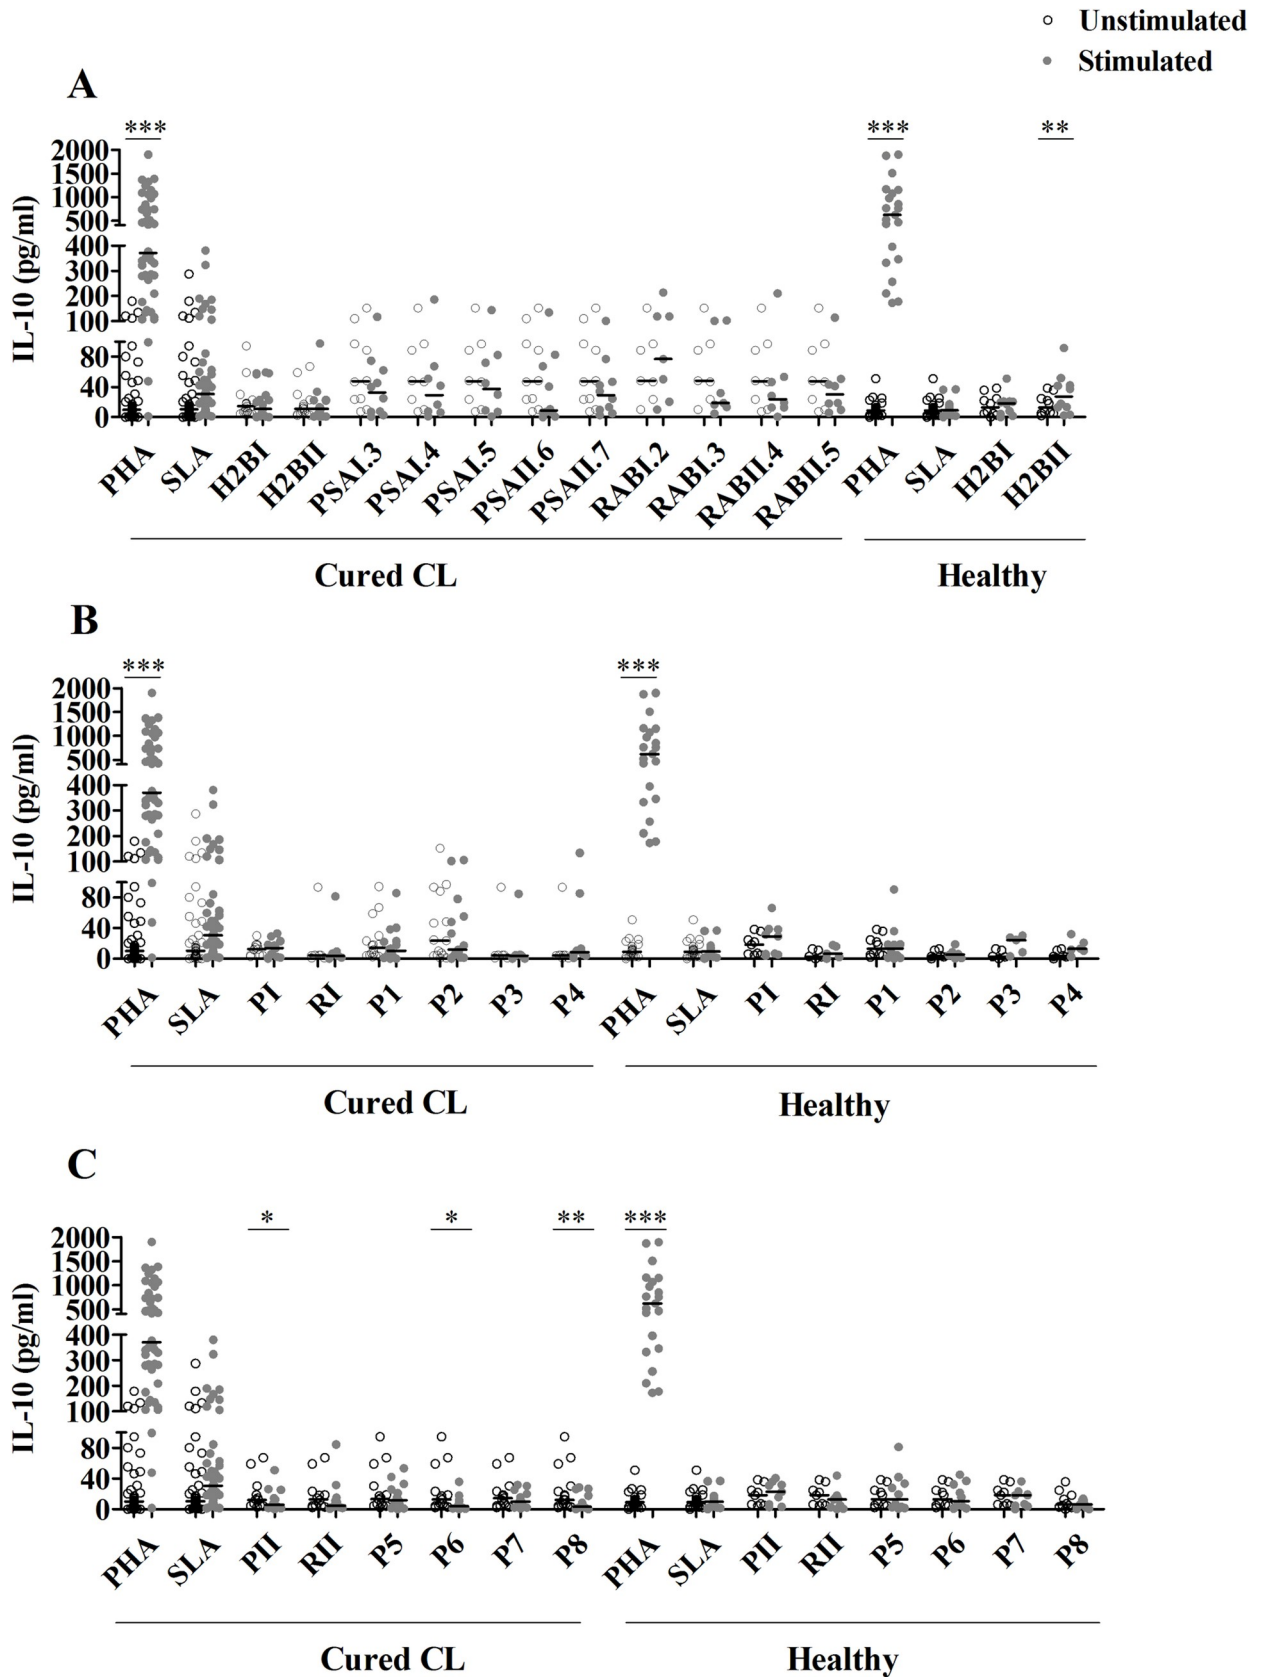 Unstimulated
Stimulated
A
*** *** **
IL-10 (pg/ml)
2000
1500
1000
500
400
300
200
100
80
40
0
PHA SLA H2BI H2BII PSAI.3 PSAI.4 PSAI.5 PSAII.6 PSAII.7 RABI.2 RABI.3 RABII.4 RABII.5 PHA SLA H2BI H2BII
Cured CL Healthy
B
*** ***
IL-10 (pg/ml)
2000
1500
1000
500
400
300
200
100
80
40
0
PHA SLA PI RI P1 P2 P3 P4 PHA SLA PI RI P1 P2 P3 P4
Cured CL Healthy
C
* * ** ***
IL-10 (pg/ml)
2000
1500
1000
500
400
300
200
100
80
40
0
PHA SLA PII RII P5 P6 P7 P8 PHA SLA PII RII P5 P6 P7 P8
Cured CL Healthy